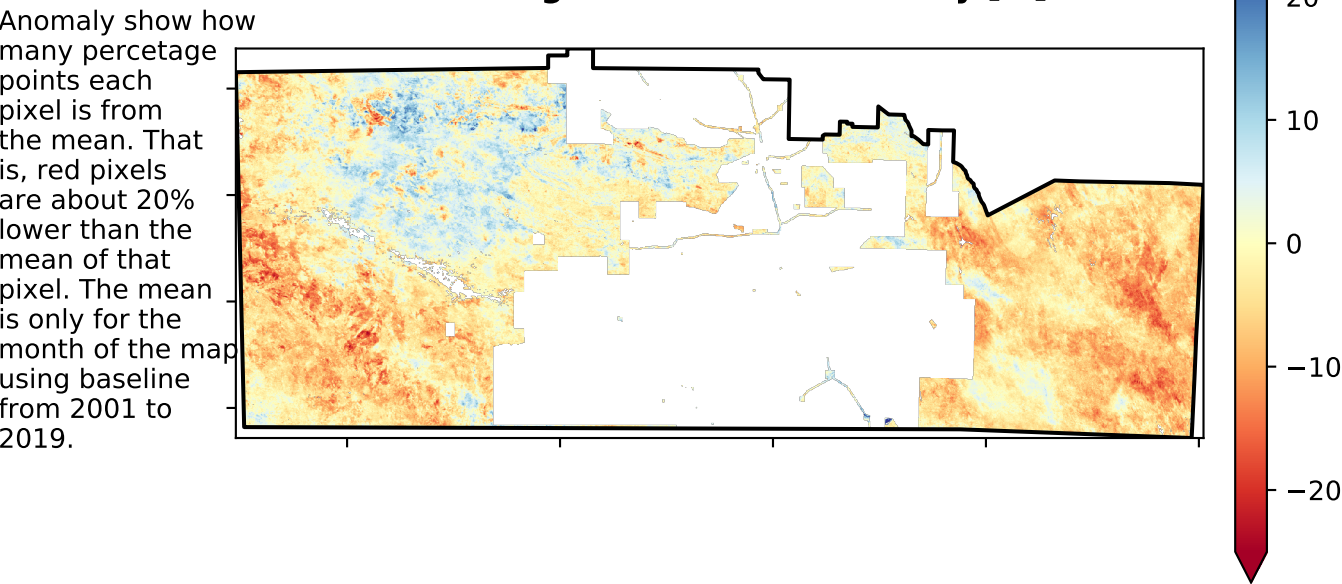 Anomaly show how
many percetage
points each
pixel is from
the mean. That
is, red pixels
are about 20%
lower than the
mean of that
pixel. The mean
is only for the
month of the map
using baseline
from 2001 to
2019.
20
10
0
−10
−20